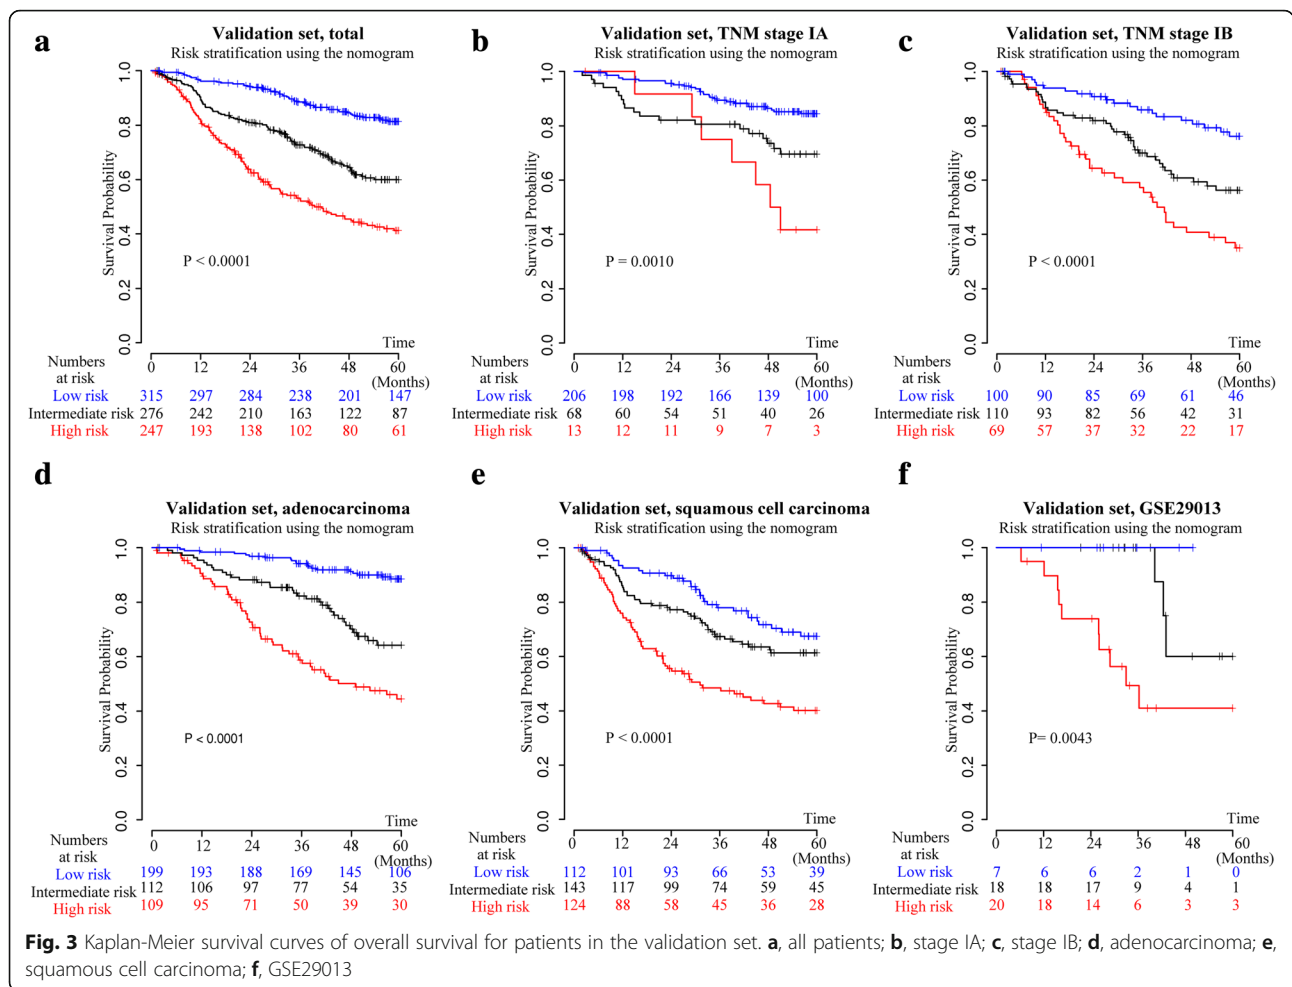 a
Validation set, total
Risk stratification using the nomogram
Survival Probability
1.0
0.8
0.6
0.4
0.2
0.0
P < 0.0001
Time
0 12 24 36 48 60
(Months)
Numbers
at risk
Low risk 315 297 284 238 201 147
Intermediate risk 276 242 210 163 122 87
High risk 247 193 138 102 80 61
b
Validation set, TNM stage IA
Risk stratification using the nomogram
Survival Probability
1.0
0.8
0.6
0.4
0.2
0.0
P = 0.0010
Time
0 12 24 36 48 60
(Months)
Numbers
at risk
Low risk 206 198 192 166 139 100
Intermediate risk 68 60 54 51 40 26
High risk 13 12 11 9 7 3
c
Validation set, TNM stage IB
Risk stratification using the nomogram
Survival Probability
1.0
0.8
0.6
0.4
0.2
0.0
P < 0.0001
Time
0 12 24 36 48 60
(Months)
Numbers
at risk
Low risk 100 90 85 69 61 46
Intermediate risk 110 93 82 56 42 31
High risk 69 57 37 32 22 17
d
Validation set, adenocarcinoma
Risk stratification using the nomogram
Survival Probability
1.0
0.8
0.6
0.4
0.2
0.0
P < 0.0001
Time
0 12 24 36 48 60
(Months)
Numbers
at risk
Low risk 199 193 188 169 145 106
Intermediate risk 112 106 97 77 54 35
High risk 109 95 71 50 39 30
e
Validation set, squamous cell carcinoma
Risk stratification using the nomogram
Survival Probability
1.0
0.8
0.6
0.4
0.2
0.0
P < 0.0001
Time
0 12 24 36 48 60
(Months)
Numbers
at risk
Low risk 112 101 93 66 53 39
Intermediate risk 143 117 99 74 59 45
High risk 124 88 58 45 36 28
f
Validation set, GSE29013
Risk stratification using the nomogram
Survival Probability
1.0
0.8
0.6
0.4
0.2
0.0
P= 0.0043
Time
0 12 24 36 48 60
(Months)
Numbers
at risk
Low risk 7 6 6 2 1 0
Intermediate risk 18 18 17 9 4 1
High risk 20 18 14 6 3 3
Fig. 3 Kaplan-Meier survival curves of overall survival for patients in the validation set. a, all patients; b, stage IA; c, stage IB; d, adenocarcinoma; e,
squamous cell carcinoma; f, GSE29013